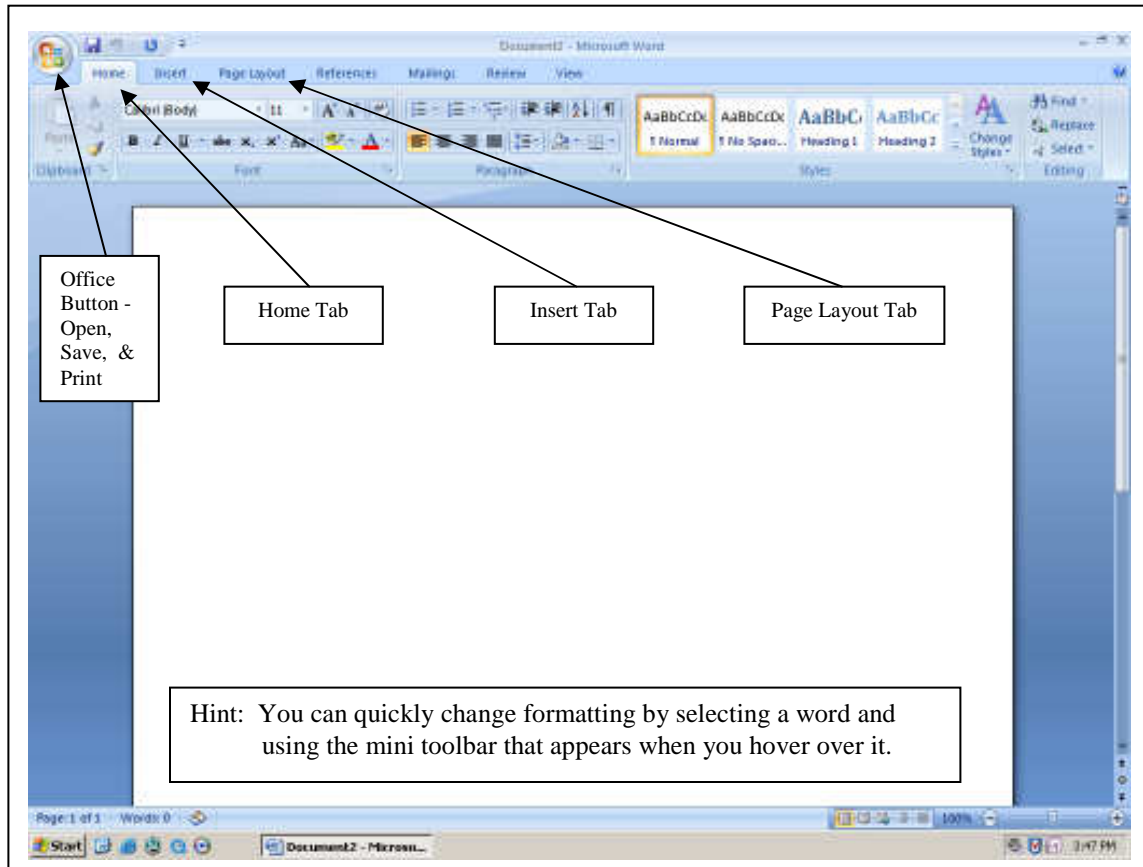 Document2 - Microsoft Word
Home Insert Page Layout References Mailings Review View
Calibri (Body) 11
AaBbCcDc AaBbCcDc AaBbC AaBbCc
¶ Normal ¶ No Spac... Heading 1 Heading 2
Change
Styles
Find
Replace
Select
Paste
Clipboard Font Paragraph Styles Editing
Office
Button -
Open,
Save, &
Print
Home Tab
Insert Tab
Page Layout Tab
Hint: You can quickly change formatting by selecting a word and
using the mini toolbar that appears when you hover over it.
Page: 1 of 1 Words: 0 100%
Start Document2 - Microso... 3:47 PM